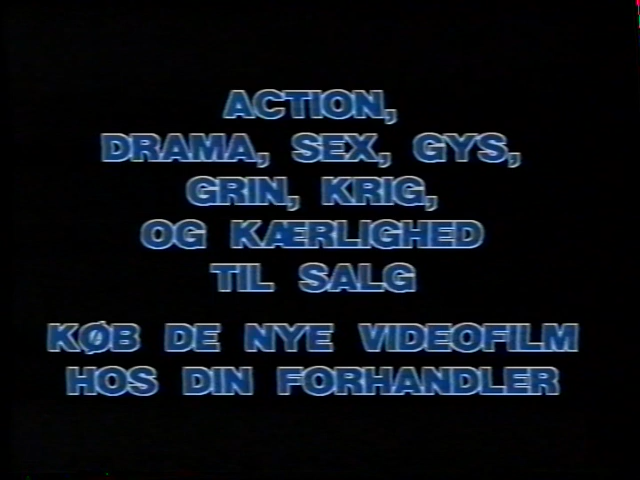 ACTION,
DRAMA, SEX, GYS,
GRIN, KRIG,
OG KÆRLIGHED
TIL SALG
KØB DE NYE VIDEOFILM
HOS DIN FORHANDLER